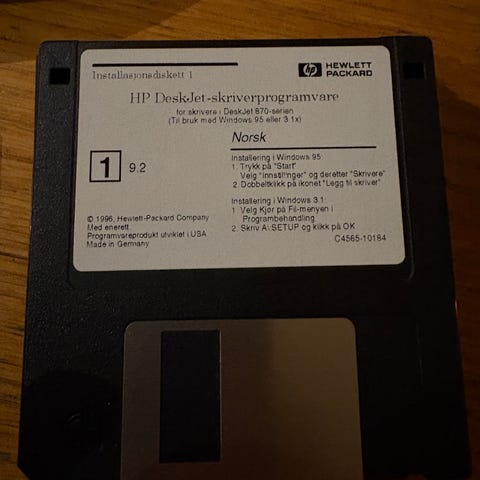 Installasjonsdiskett 1
hp HEWLETT
PACKARD
HP DeskJet-skriverprogramvare
for skrivere i DeskJet 870-serien
(Til bruk med Windows 95 eller 3.1x)
Norsk
1 9.2
Installering i Windows 95:
1. Trykk på "Start"
Velg "Innstillinger" og deretter "Skrivere"
2. Dobbeltklikk på ikonet "Legg til skriver"
Installering i Windows 3.1:
1. Velg Kjør på Fil-menyen i
Programbehandling
2. Skriv A:\SETUP og klikk på OK
C4565-10184
© 1996, Hewlett-Packard Company
Med enerett.
Programvareprodukt utviklet i USA
Made in Germany